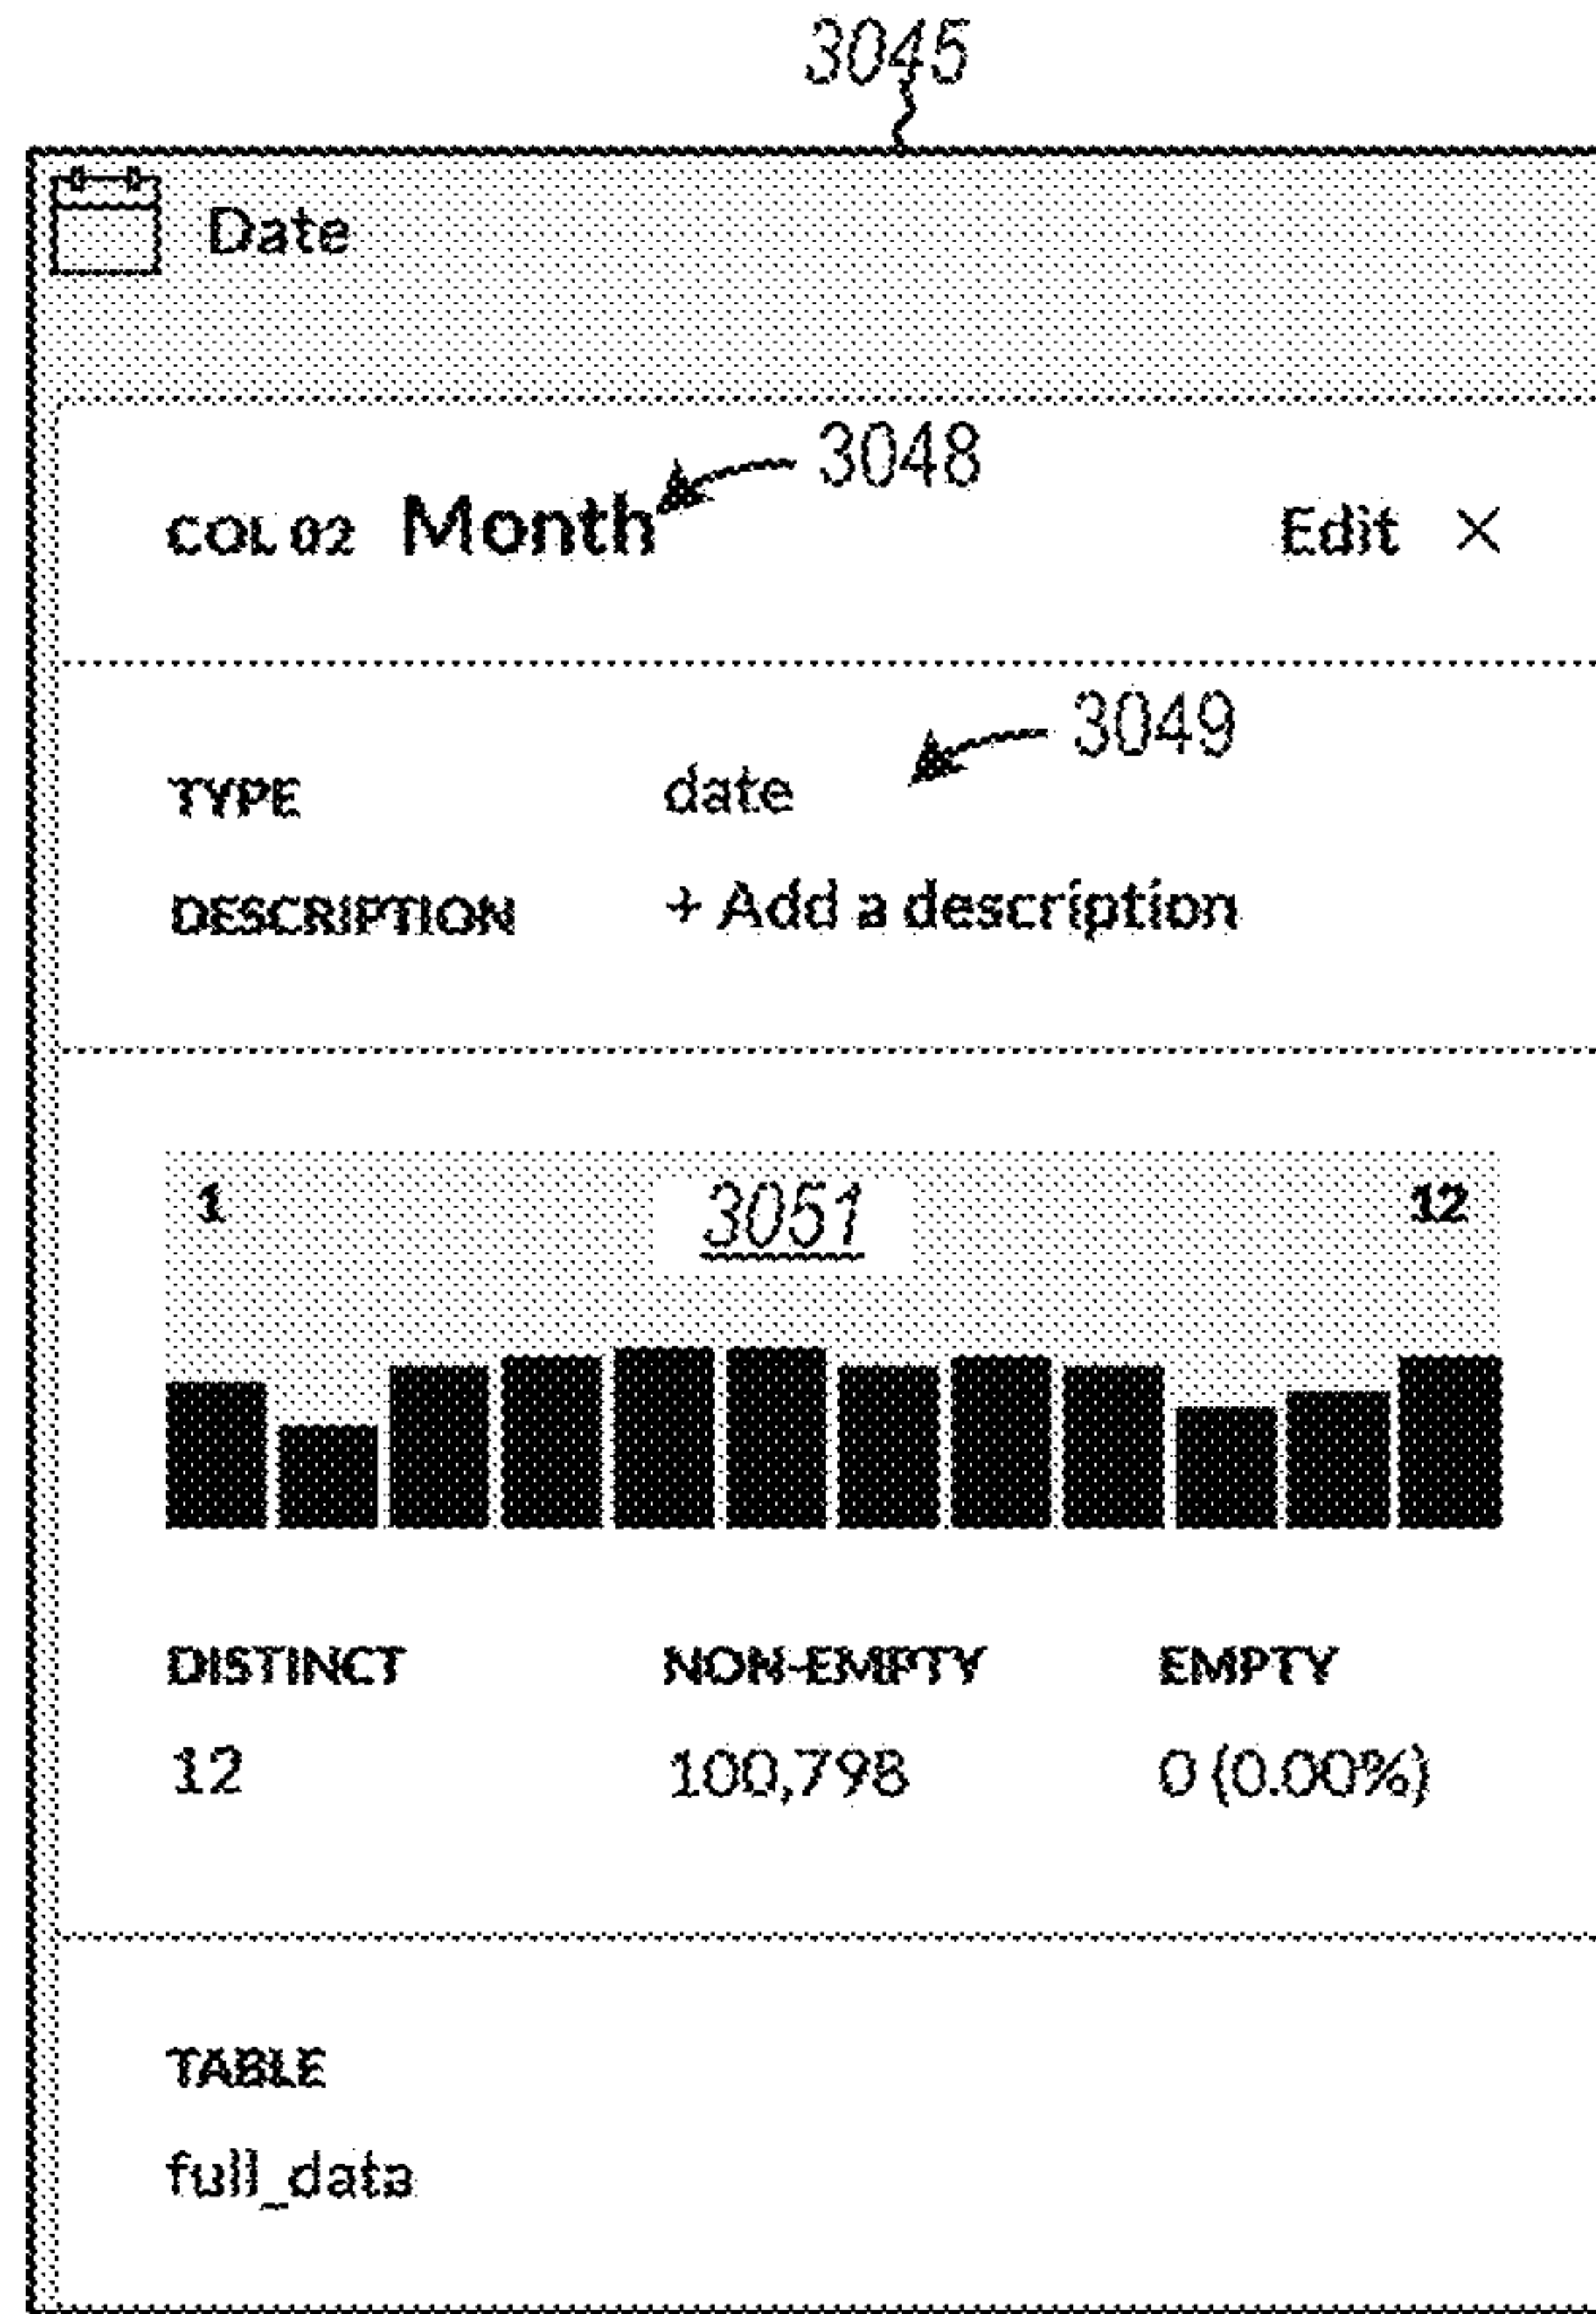 3045
Date
3048
COL 02 Month Edit ×
3049
TYPE date
DESCRIPTION + Add a description
1 3051 12
DISTINCT NON-EMPTY EMPTY
12 100,798 0 (0.00%)
TABLE
full_data